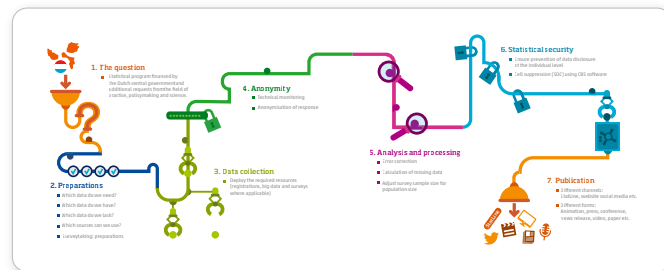 1. The question
Statistical program financed by
the Dutch central government and
additional requests from the field of
practice, policymaking and science.
2. Preparations
Which data do we need?
Which data do we have?
Which data do we lack?
Which sources can we use?
Surveytaking: preparations
3. Data collection
Deploy the required resources
(registrations, big data and surveys
where applicable)
4. Anonymity
Technical monitoring
Anonymisation of response
5. Analysis and processing
Error correction
Calculation of missing data
Adjust survey sample size for
population size
6. Statistical security
Ensure prevention of data disclosure
at the individual level
Cell suppression (SDC) using CBS software
7. Publication
Different channels:
StatLine, website social media etc.
Different forms:
Animation, press, conference,
news release, video, paper etc.